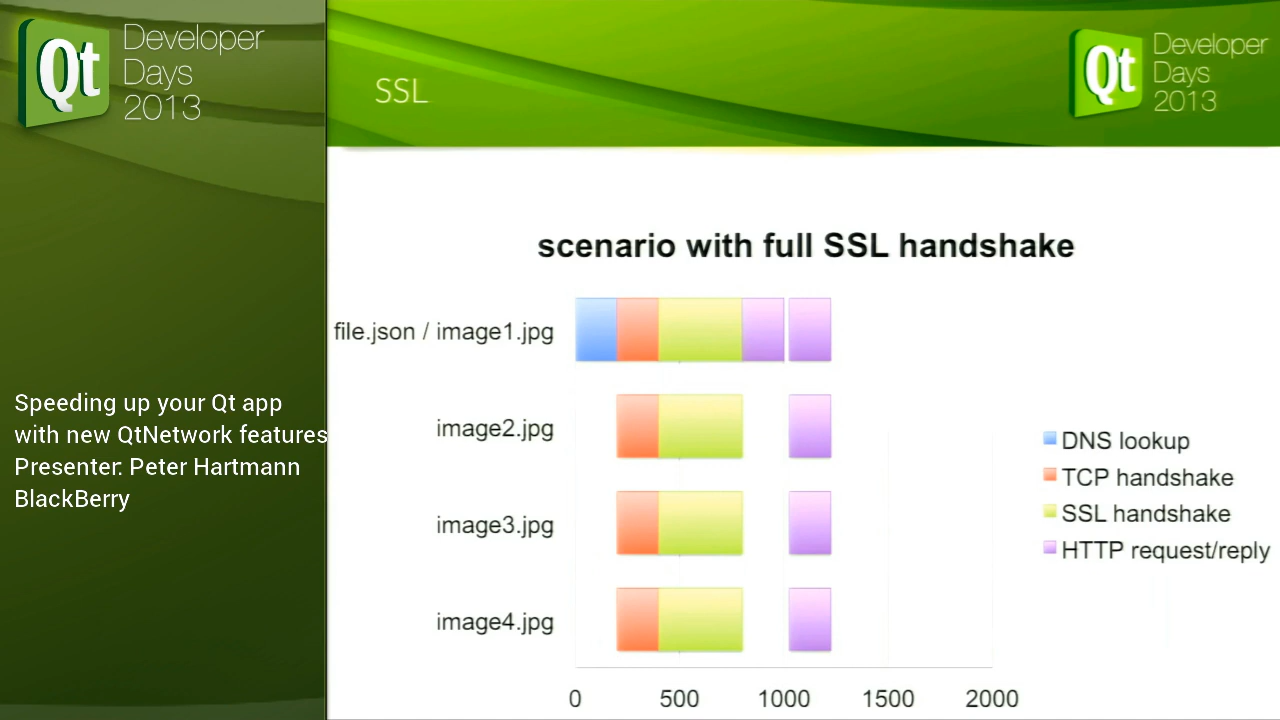 Qt
Developer
Days
2013
Speeding up your Qt app
with new QtNetwork features
Presenter: Peter Hartmann
BlackBerry
SSL
Qt
Developer
Days
2013
scenario with full SSL handshake
file.json / image1.jpg
image2.jpg
image3.jpg
image4.jpg
0 500 1000 1500 2000
DNS lookup
TCP handshake
SSL handshake
HTTP request/reply